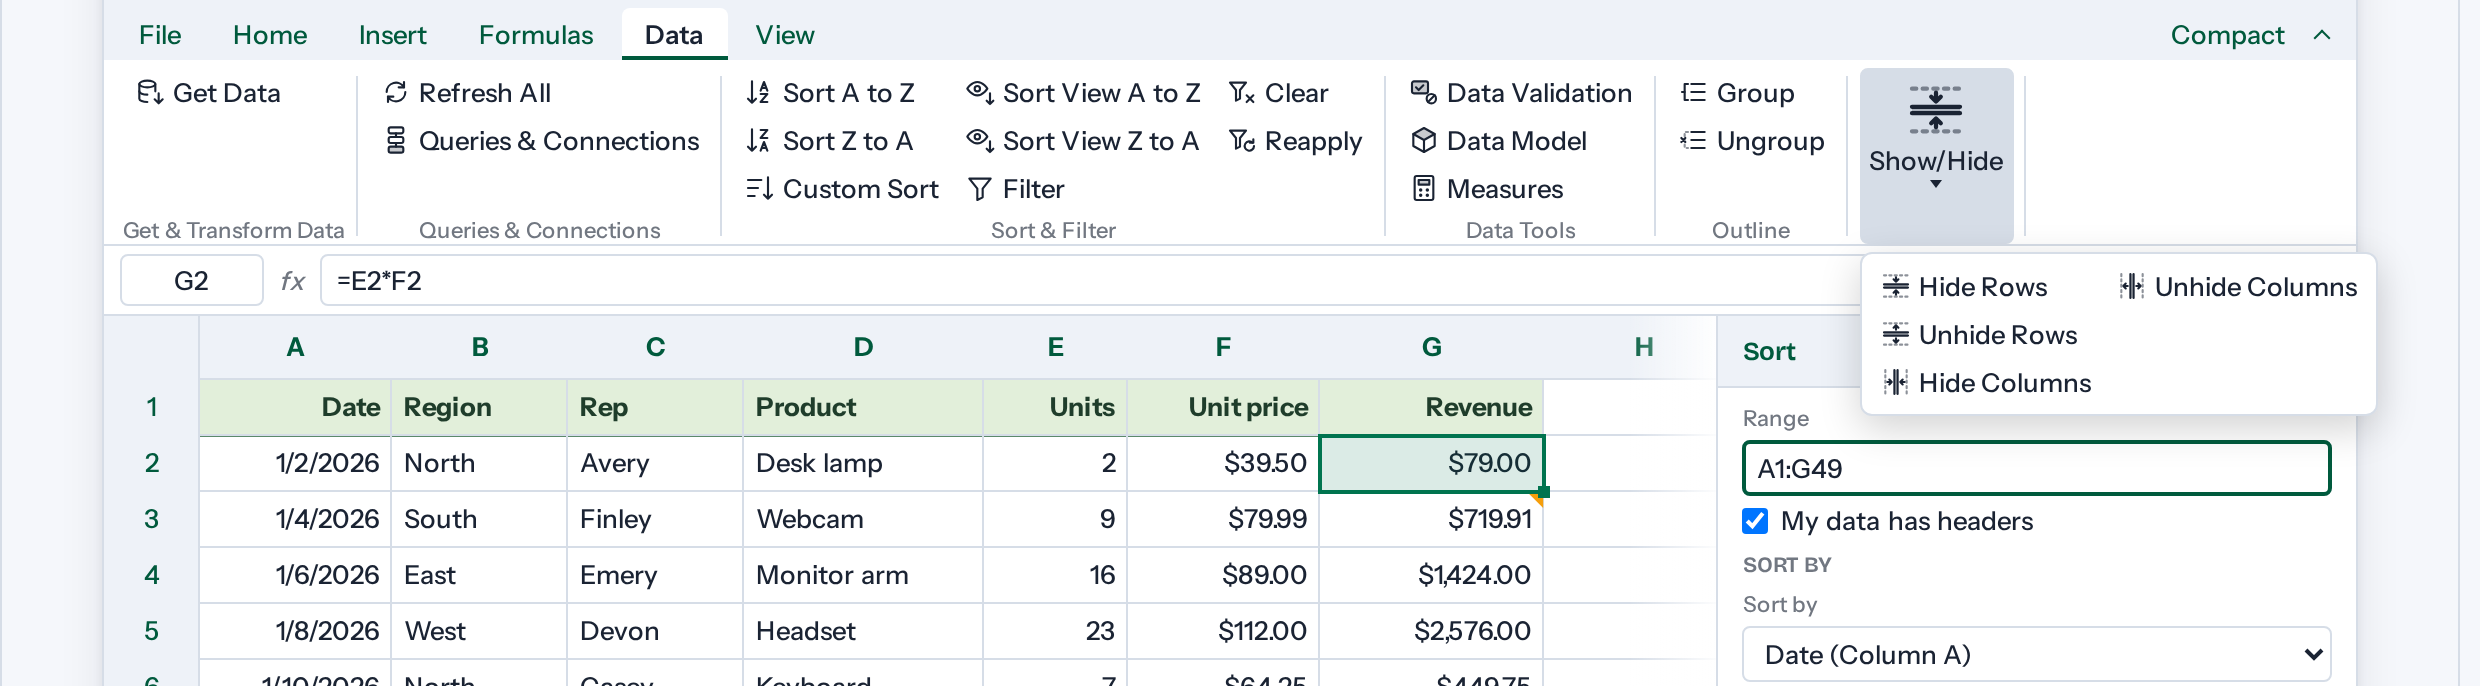 File Home Insert Formulas Data View Compact
Get Data Refresh All Sort A to Z Sort View A to Z Clear Data Validation Group
Queries & Connections Sort Z to A Sort View Z to A Reapply Data Model Ungroup Show/Hide
Custom Sort Filter Measures
Get & Transform Data Queries & Connections Sort & Filter Data Tools Outline
G2 fx =E2*F2
Hide Rows Unhide Columns
Unhide Rows
Hide Columns
A B C D E F G H Sort
1 Date Region Rep Product Units Unit price Revenue
Range
2 1/2/2026 North Avery Desk lamp 2 $39.50 $79.00 A1:G49
3 1/4/2026 South Finley Webcam 9 $79.99 $719.91 My data has headers
SORT BY
4 1/6/2026 East Emery Monitor arm 16 $89.00 $1,424.00
Sort by
5 1/8/2026 West Devon Headset 23 $112.00 $2,576.00
Date (Column A)